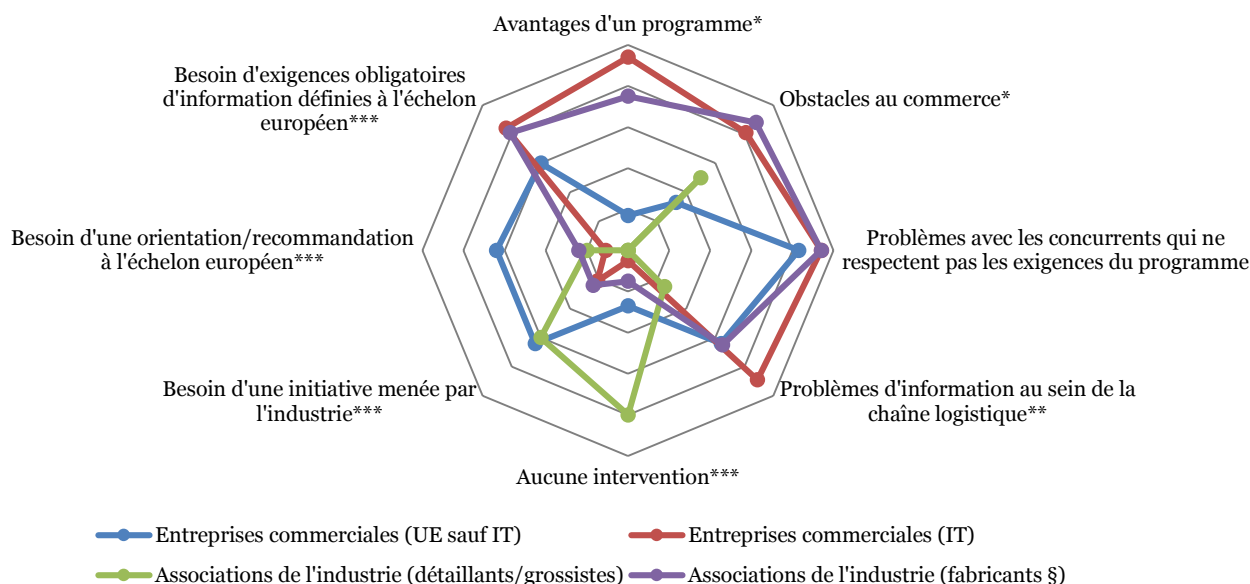 Avantages d'un programme*
Besoin d'exigences obligatoires
d'information définies à l'échelon
européen***
Obstacles au commerce*
Besoin d'une orientation/recommandation
à l'échelon européen***
Problèmes avec les concurrents qui ne
respectent pas les exigences du programme
Besoin d'une initiative menée par
l'industrie***
Problèmes d'information au sein de la
chaîne logistique**
Aucune intervention***
Entreprises commerciales (UE sauf IT)
Entreprises commerciales (IT)
Associations de l'industrie (détaillants/grossistes)
Associations de l'industrie (fabricants §)